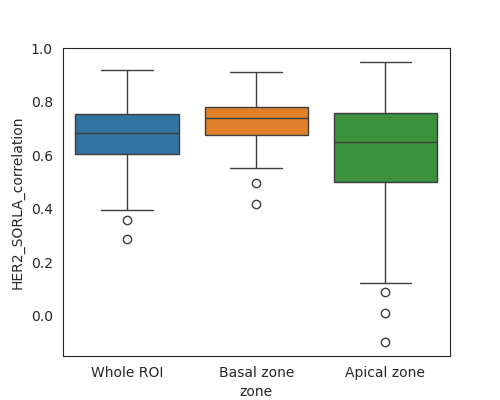 1.0
0.8
0.6
0.4
0.2
0.0
HER2_SORLA_correlation
Whole ROI
Basal zone
Apical zone
zone